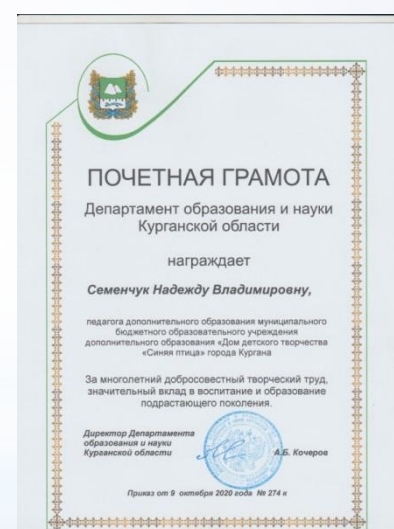 ПОЧЕТНАЯ ГРАМОТА
Департамент образования и науки
Курганской области
награждает
Семенчук Надежду Владимировну,
педагога дополнительного образования муниципального
бюджетного образовательного учреждения
дополнительного образования «Дом детского творчества
«Синяя птица» города Кургана
За многолетний добросовестный творческий труд,
значительный вклад в воспитание и образование
подрастающего поколения.
Директор Департамента
образования и науки
Курганской области
А.Б. Кочеров
Приказ от 9 октября 2020 года № 274 к